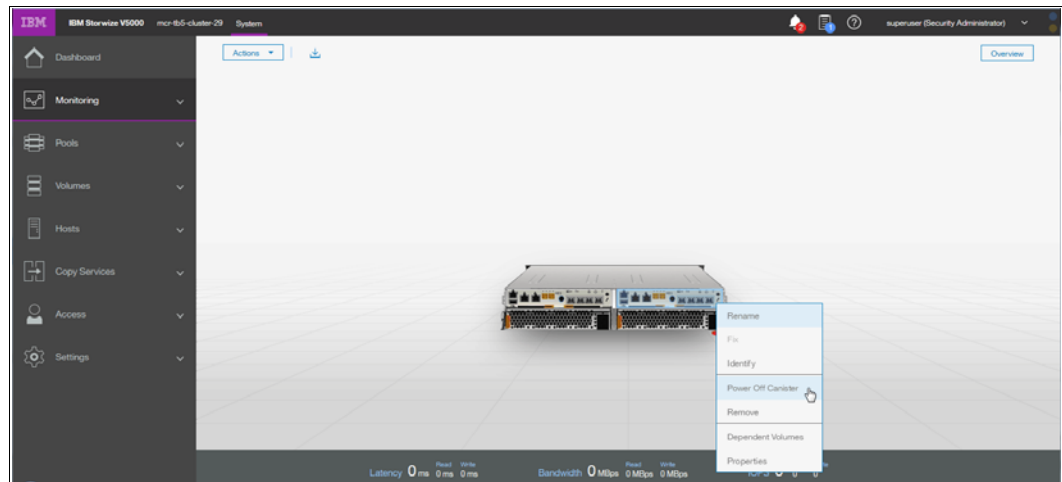 IBM
IBM Storwize V5000 mcr-tb5-cluster-29 System
2
1
?
superuser (Security Administrator)
Dashboard
Monitoring
Pools
Volumes
Hosts
Copy Services
Access
Settings
Actions
Overview
Rename
Fix
Identify
Power Off Canister
Remove
Dependent Volumes
Properties
Latency 0 ms Read 0 ms Write 0 ms
Bandwidth 0 MBps Read 0 MBps Write 0 MBps